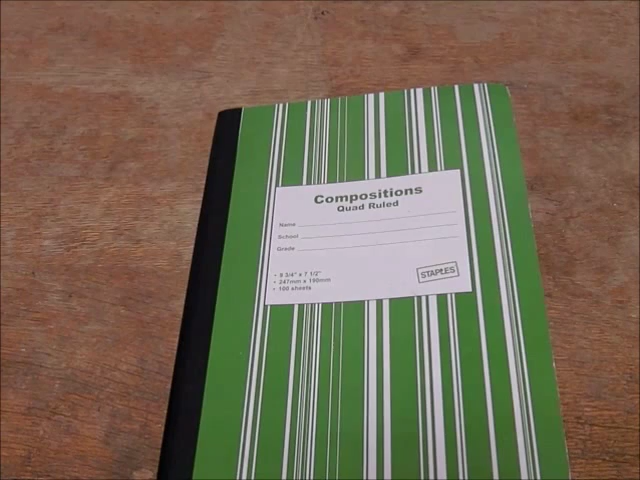 Compositions
Quad Ruled
Name
School
Grade
• 9 3/4" x 7 1/2"
• 247mm x 190mm
• 100 sheets
STAPLES